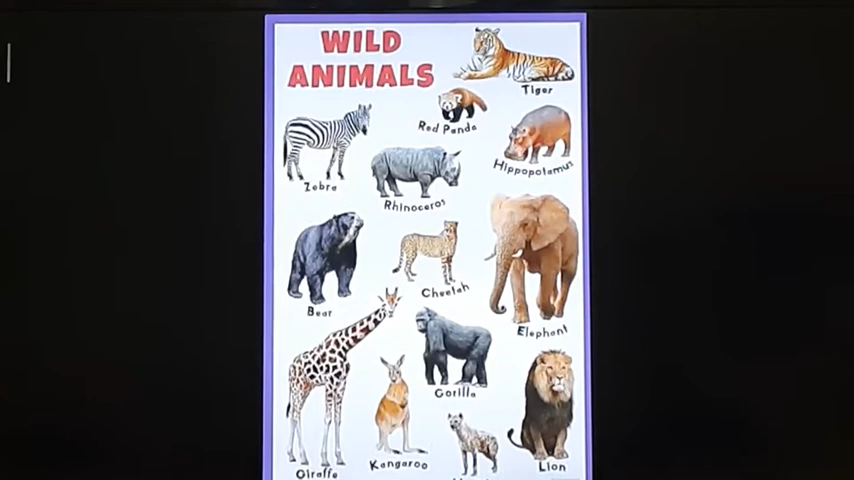 WILD
ANIMALS
Tiger
Red Panda
Zebra
Hippopotamus
Rhinoceros
Cheetah
Bear
Elephant
Gorilla
Kangaroo
Lion
Giraffe